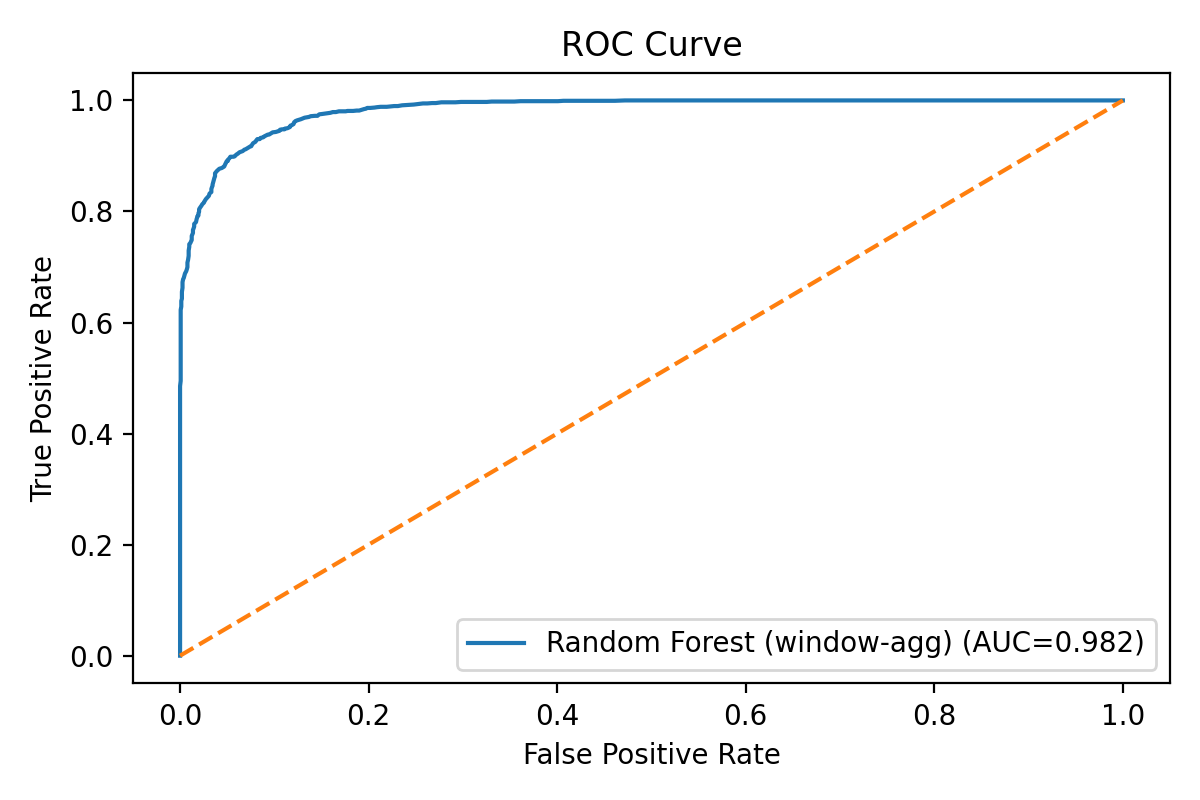 ROC Curve
True Positive Rate
1.0
0.8
0.6
0.4
0.2
0.0
Random Forest (window-agg) (AUC=0.982)
0.0 0.2 0.4 0.6 0.8 1.0
False Positive Rate